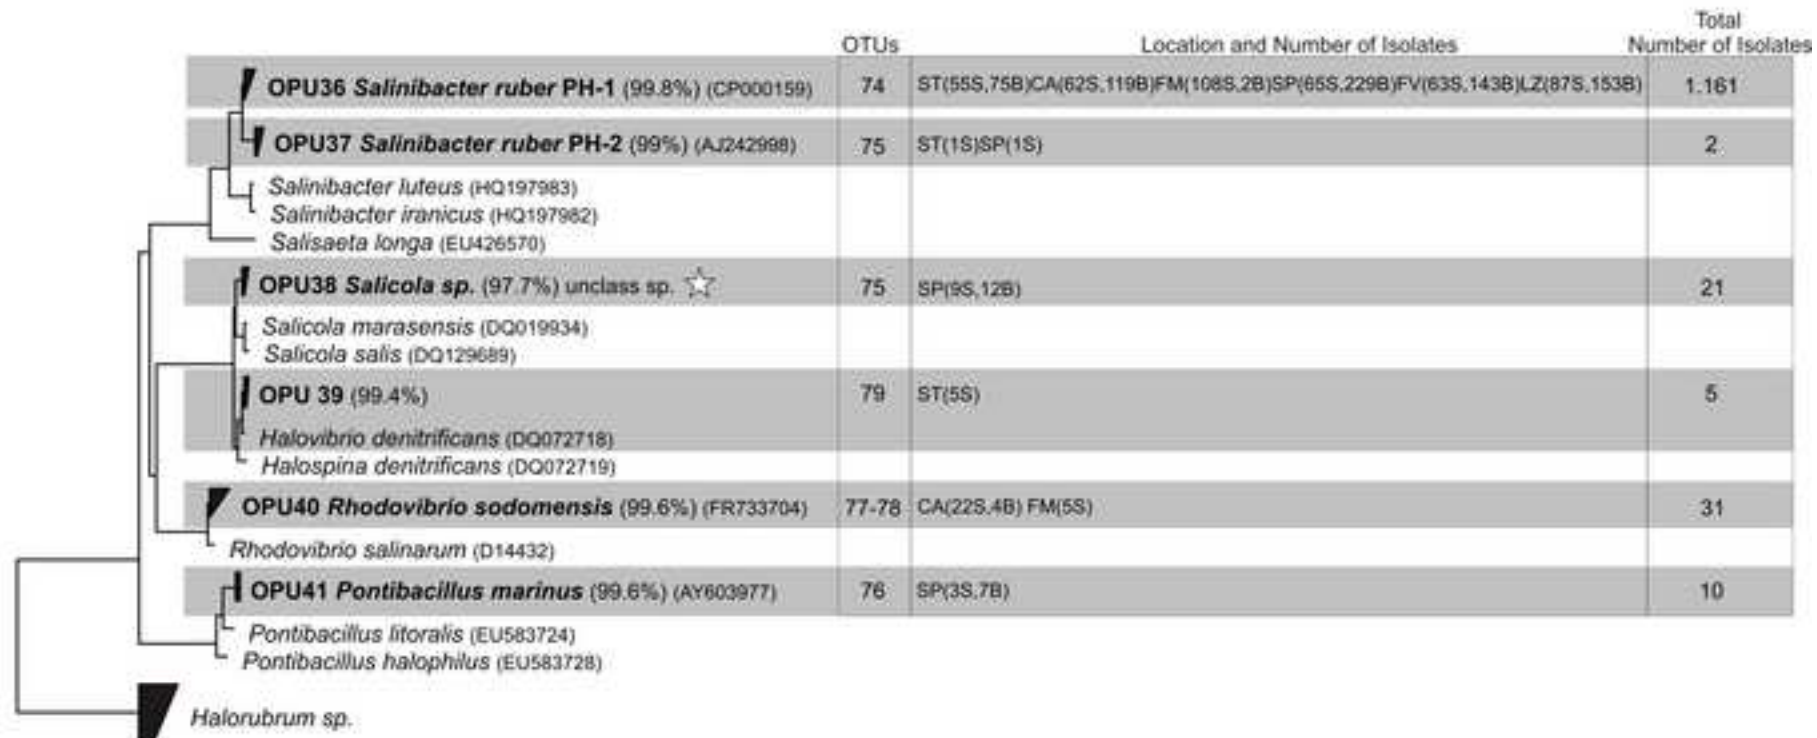 Total
OTUs Location and Number of Isolates Number of Isolates
OPU36 Salinibacter ruber PH-1 (99.8%) (CP000159) 74 ST(55S,75B)CA(62S,119B)FM(108S,2B)SP(65S,229B)FV(63S,143B)LZ(87S,153B) 1.161
OPU37 Salinibacter ruber PH-2 (99%) (AJ242998) 75 ST(1S)SP(1S) 2
Salinibacter luteus (HQ197983)
Salinibacter iranicus (HQ197982)
Salisaeta longa (EU426570)
OPU38 Salicola sp. (97.7%) unclass sp. 75 SP(9S,12B) 21
Salicola marasensis (DQ019934)
Salicola salis (DQ129689)
OPU 39 (99.4%) 79 ST(5S) 5
Halovibrio denitrificans (DQ072718)
Halospina denitrificans (DQ072719)
OPU40 Rhodovibrio sodomensis (99.6%) (FR733704) 77-78 CA(22S,4B) FM(5S) 31
Rhodovibrio salinarum (D14432)
OPU41 Pontibacillus marinus (99.6%) (AY603977) 76 SP(3S,7B) 10
Pontibacillus litoralis (EU583724)
Pontibacillus halophilus (EU583728)
Halorubrum sp.